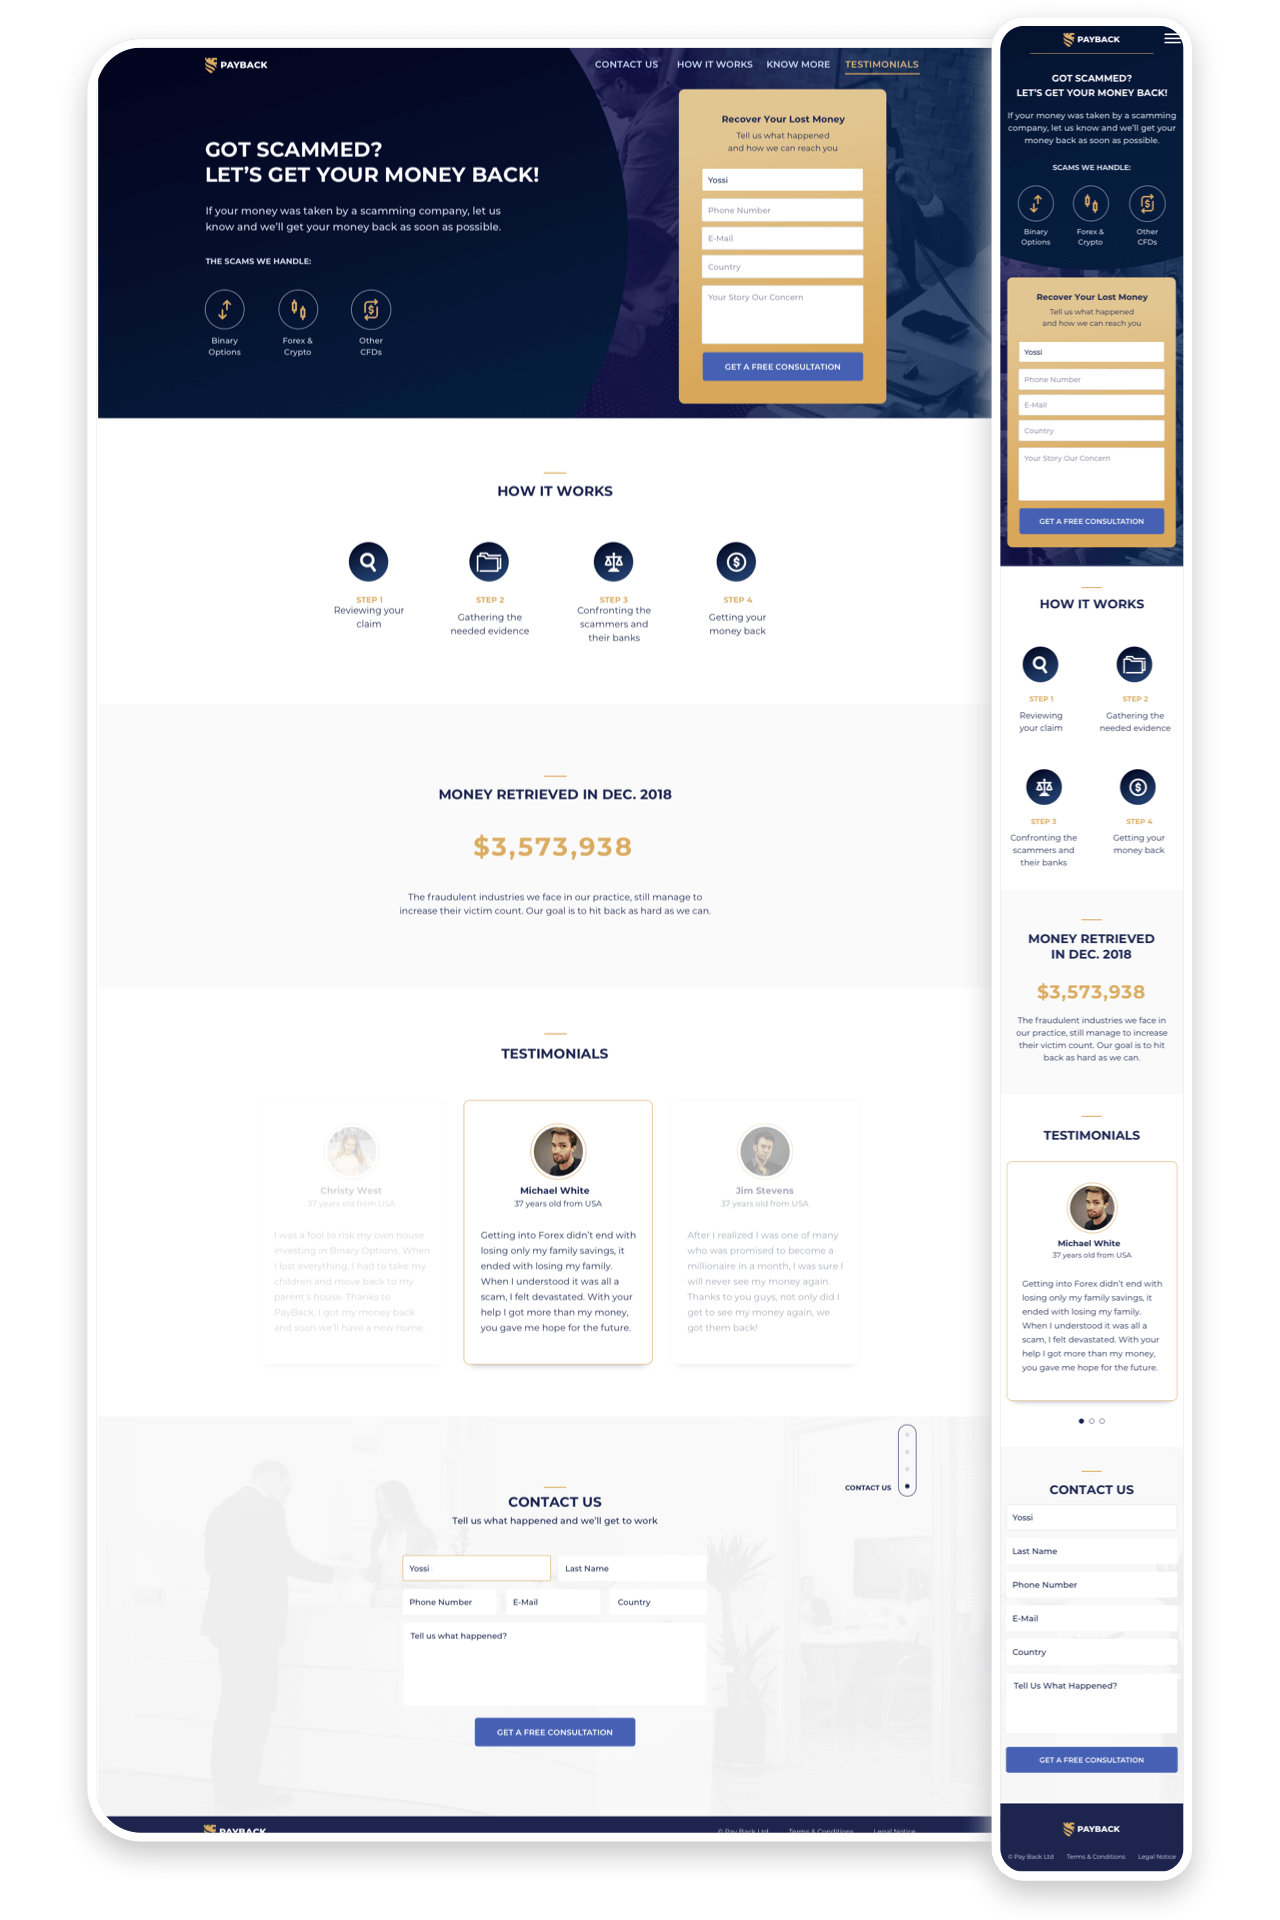 PAYBACK
CONTACT US HOW IT WORKS KNOW MORE TESTIMONIALS
GOT SCAMMED?
LET'S GET YOUR MONEY BACK!
If your money was taken by a scamming company, let us
know and we'll get your money back as soon as possible.
THE SCAMS WE HANDLE:
Binary
Options
Forex &
Crypto
Other
CFDs
Recover Your Lost Money
Tell us what happened
and how we can reach you
Yossi
Phone Number
E-Mail
Country
Your Story Our Concern
GET A FREE CONSULTATION
HOW IT WORKS
STEP 1
Reviewing your
claim
STEP 2
Gathering the
needed evidence
STEP 3
Confronting the
scammers and
their banks
STEP 4
Getting your
money back
MONEY RETRIEVED IN DEC. 2018
$3,573,938
The fraudulent industries we face in our practice, still manage to
increase their victim count. Our goal is to hit back as hard as we can.
TESTIMONIALS
Christy West
37 years old from USA
I was a fool to risk my own house
investing in Binary Options. When
I lost everything, I had to take my
children and move back to my
parent's house. Thanks to
PayBack, I got my money back
and soon we'll have a new home.
Michael White
37 years old from USA
Getting into Forex didn't end with
losing only my family savings, it
ended with losing my family.
When I understood it was all a
scam, I felt devastated. With your
help I got more than my money,
you gave me hope for the future.
Jim Stevens
37 years old from USA
After I realized I was one of many
who was promised to become a
millionaire in a month, I was sure I
will never see my money again.
Thanks to you guys, not only did I
get to see my money again, we
got them back!
CONTACT US
CONTACT US
Tell us what happened and we'll get to work
Yossi
Last Name
Phone Number
E-Mail
Country
Tell us what happened?
GET A FREE CONSULTATION
PAYBACK
© Pay Back Ltd Terms & Conditions Legal Notice
PAYBACK
GOT SCAMMED?
LET'S GET YOUR MONEY BACK!
If your money was taken by a scamming
company, let us know and we'll get your
money back as soon as possible.
SCAMS WE HANDLE:
Binary
Options
Forex &
Crypto
Other
CFDs
Recover Your Lost Money
Tell us what happened
and how we can reach you
Yossi
Phone Number
E-Mail
Country
Your Story Our Concern
GET A FREE CONSULTATION
HOW IT WORKS
STEP 1
Reviewing
your claim
STEP 2
Gathering the
needed evidence
STEP 3
Confronting the
scammers and
their banks
STEP 4
Getting your
money back
MONEY RETRIEVED
IN DEC. 2018
$3,573,938
The fraudulent industries we face in
our practice, still manage to increase
their victim count. Our goal is to hit
back as hard as we can.
TESTIMONIALS
Michael White
37 years old from USA
Getting into Forex didn't end with
losing only my family savings, it
ended with losing my family.
When I understood it was all a
scam, I felt devastated. With your
help I got more than my money,
you gave me hope for the future.
CONTACT US
Yossi
Last Name
Phone Number
E-Mail
Country
Tell Us What Happened?
GET A FREE CONSULTATION
PAYBACK
© Pay Back Ltd Terms & Conditions Legal Notice